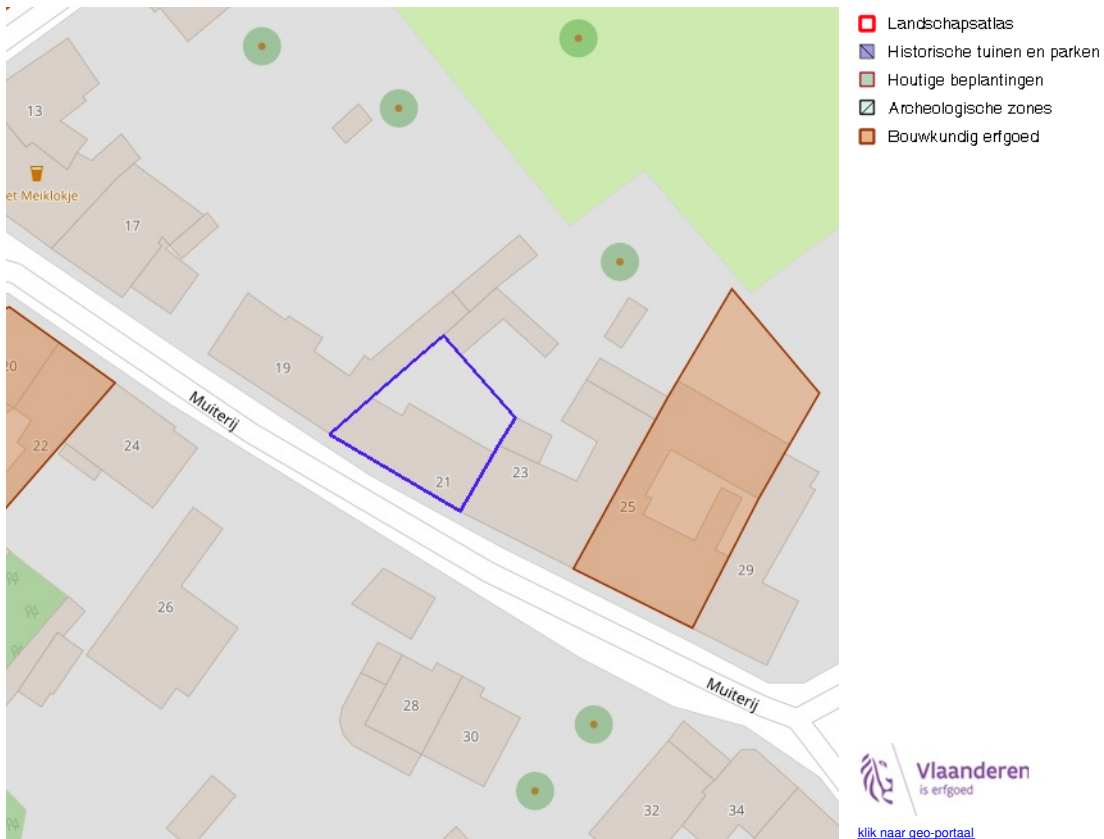 Landschapsatlas
Historische tuinen en parken
Houtige beplantingen
Archeologische zones
Bouwkundig erfgoed
13
et Meiklokje
17
19
20
Muiterij
22
24
21
23
25
29
26
28
30
Muiterij
32
34
Vlaanderen
is erfgoed
klik naar geo-portaal